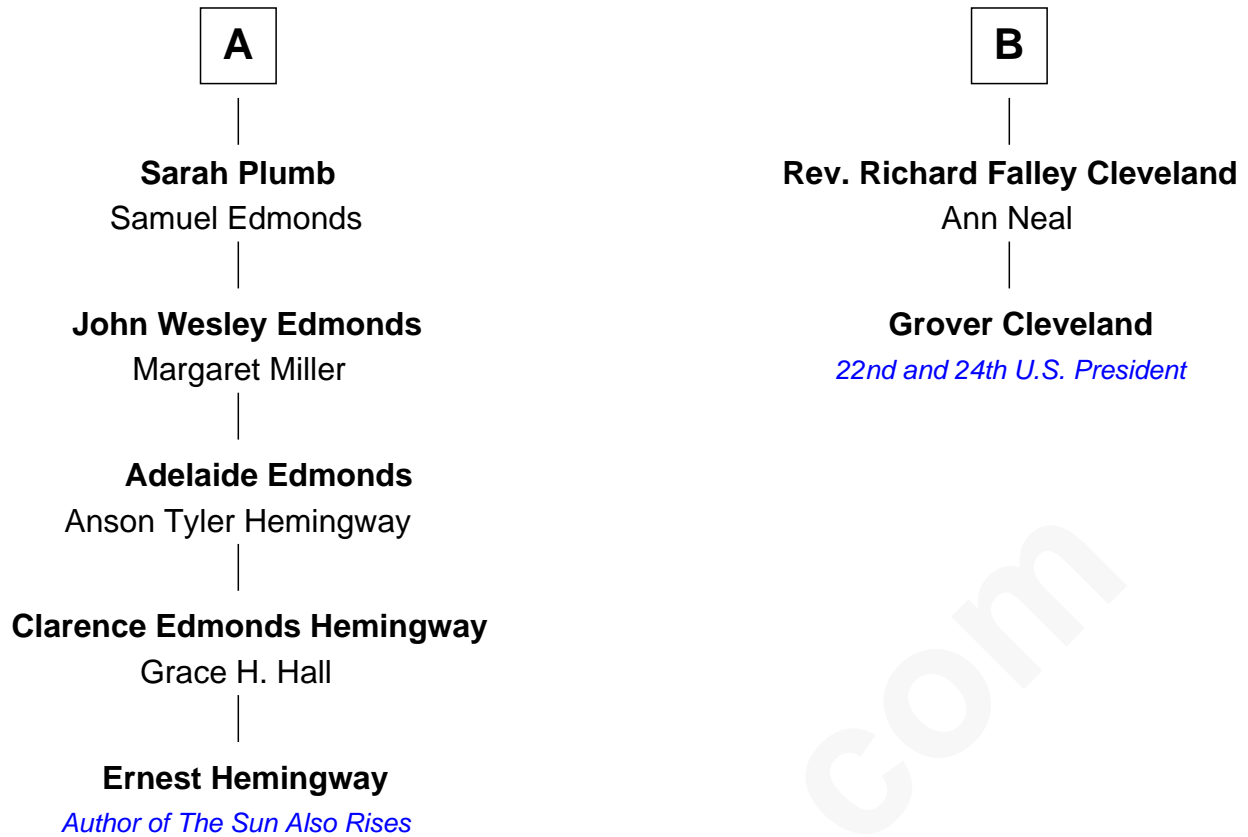 A
Sarah Plumb
Samuel Edmonds
John Wesley Edmonds
Margaret Miller
Adelaide Edmonds
Anson Tyler Hemingway
Clarence Edmonds Hemingway
Grace H. Hall
Ernest Hemingway
Author of The Sun Also Rises
B
Rev. Richard Falley Cleveland
Ann Neal
Grover Cleveland
22nd and 24th U.S. President
com